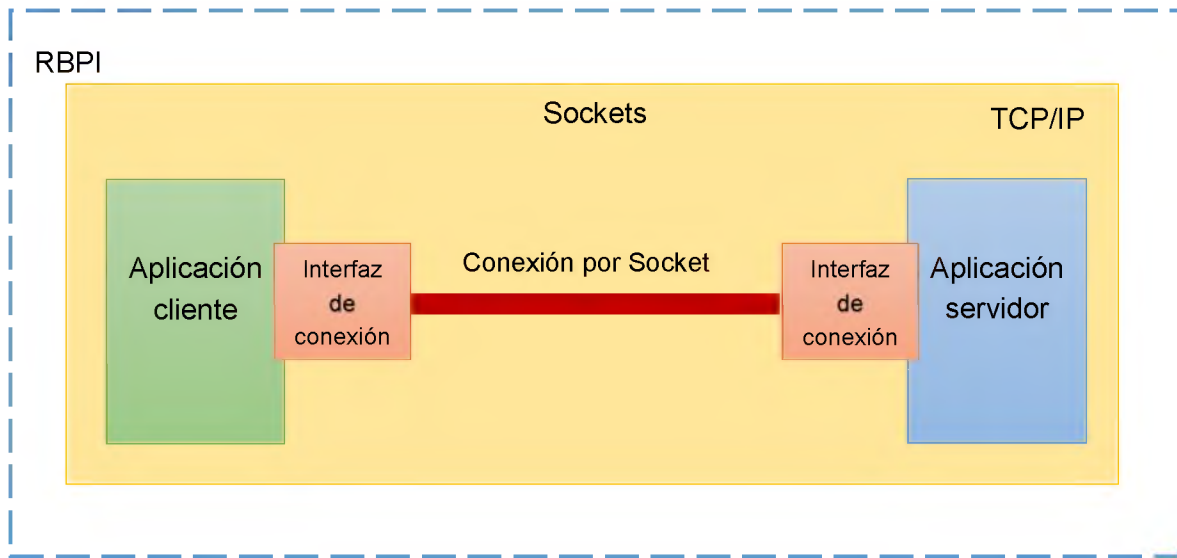 RBPI
Sockets
TCP/IP
Aplicación
cliente
Interfaz
de
conexión
Conexión por Socket
Interfaz
de
conexión
Aplicación
servidor